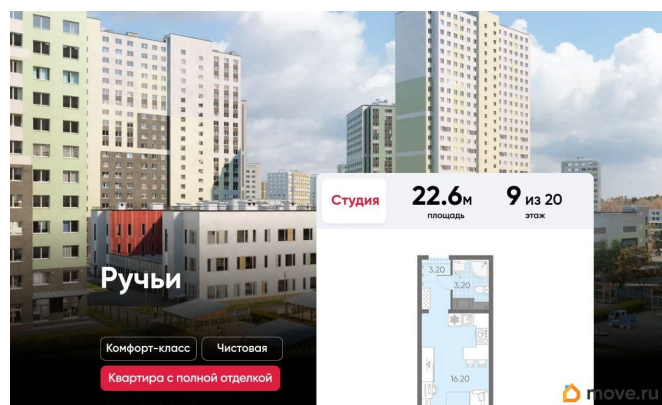 Студия
22.6м
площадь
9 из 20
этаж
3.20
3.20
16.20
Ручьи
Комфорт-класс
Чистовая
Квартира с полной отделкой
move.ru